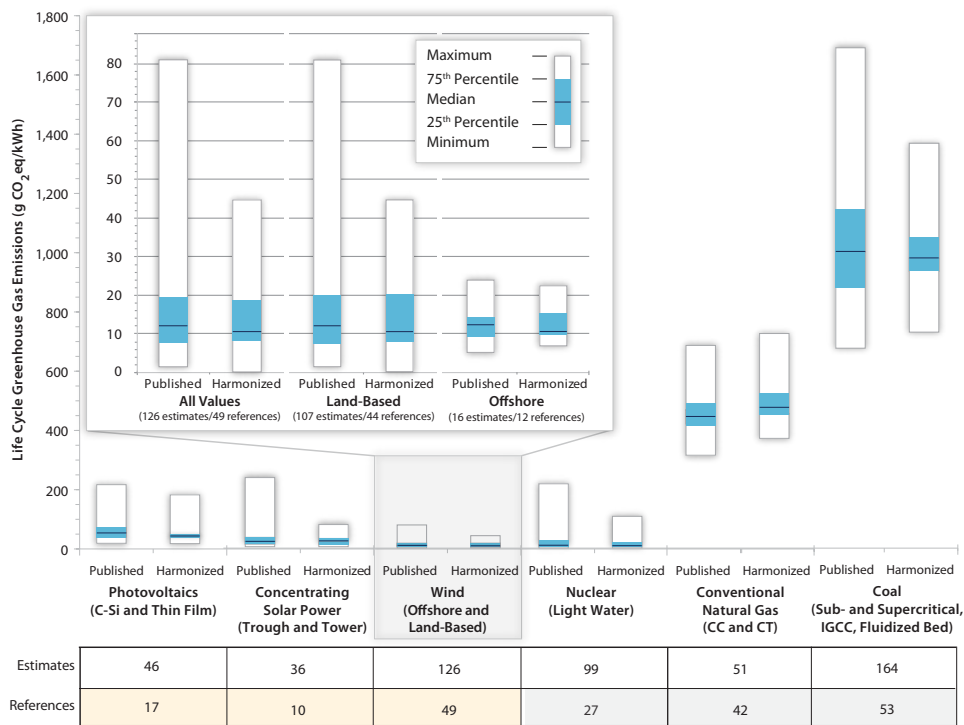 Life Cycle Greenhouse Gas Emissions (g CO2eq/kWh)
1,800
1,600
1,400
1,200
1,000
800
600
400
200
0
80
70
60
50
40
30
20
10
0
Maximum
75th Percentile
Median
25th Percentile
Minimum
Published Harmonized
All Values
(126 estimates/49 references)
Published Harmonized
Land-Based
(107 estimates/44 references)
Published Harmonized
Offshore
(16 estimates/12 references)
Published Harmonized
Photovoltaics
(C-Si and Thin Film)
Published Harmonized
Concentrating
Solar Power
(Trough and Tower)
Published Harmonized
Wind
(Offshore and
Land-Based)
Published Harmonized
Nuclear
(Light Water)
Published Harmonized
Conventional
Natural Gas
(CC and CT)
Published Harmonized
Coal
(Sub- and Supercritical,
IGCC, Fluidized Bed)
Estimates 46 36 126 99 51 164
References 17 10 49 27 42 53